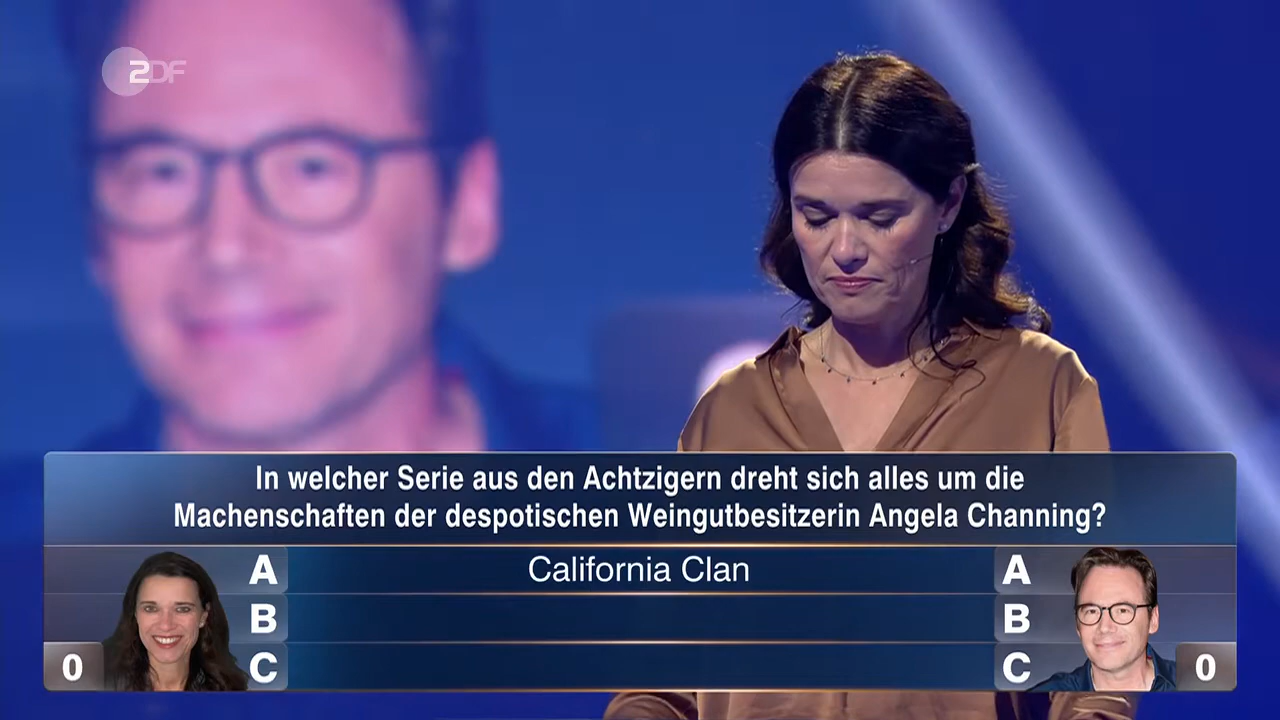 ZDF
In welcher Serie aus den Achtzigern dreht sich alles um die
Machenschaften der despotischen Weingutbesitzerin Angela Channing?
A California Clan A
B B
0 C C 0